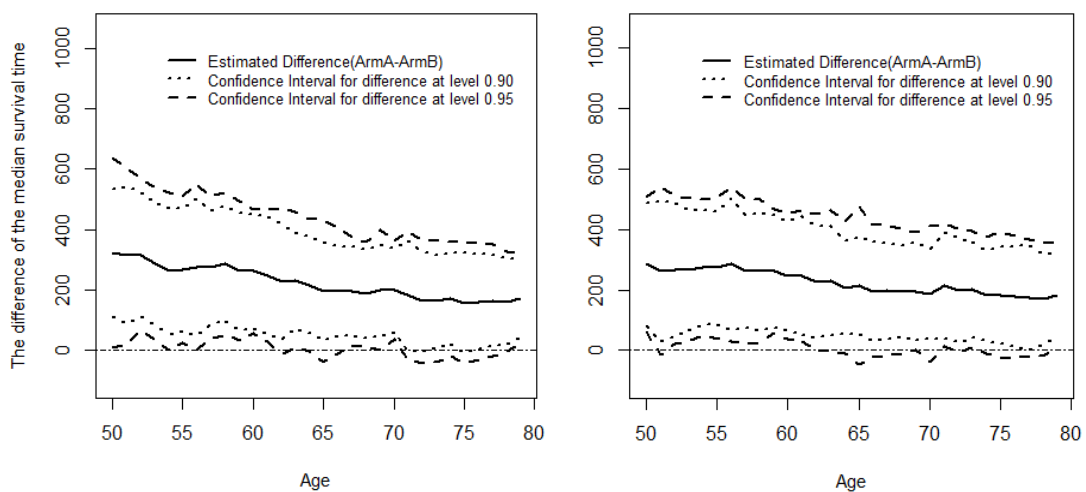 The difference of the median survival time
1000
800
600
400
200
0
Estimated Difference(ArmA-ArmB)
Confidence Interval for difference at level 0.90
Confidence Interval for difference at level 0.95
50 55 60 65 70 75 80
Age
1000
800
600
400
200
0
Estimated Difference(ArmA-ArmB)
Confidence Interval for difference at level 0.90
Confidence Interval for difference at level 0.95
50 55 60 65 70 75 80
Age